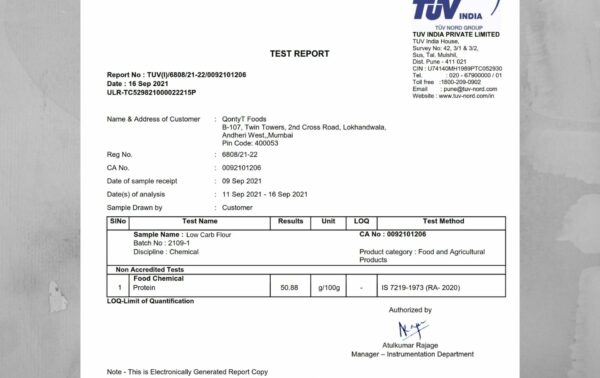 TÜV INDIA
TÜV NORD GROUP
TUV INDIA PRIVATE LIMITED
TUV India House,
Survey No: 42, 3/1 & 3/2,
Sus, Tal. Mulshil,
Dist. Pune - 411 021
CIN : U74140MH1989PTC052930
Tel. : 020 - 67900000 / 01
Toll free :1800-209-0902
Email : pune@tuv-nord.com
Website : www.tuv-nord.com/in
TEST REPORT
Report No : TUV(I)/6808/21-22/0092101206
Date : 16 Sep 2021
ULR-TC529821000022215P
Name & Address of Customer : QontyT Foods
B-107, Twin Towers, 2nd Cross Road, Lokhandwala,
Andheri West,,Mumbai
Pin Code: 400053
Reg No. : 6808/21-22
CA No. : 0092101206
Date of sample receipt : 09 Sep 2021
Date(s) of analysis : 11 Sep 2021 - 16 Sep 2021
Sample Drawn by : Customer
SlNo Test Name Results Unit LOQ Test Method
Sample Name : Low Carb Flour CA No : 0092101206
Batch No : 2109-1
Discipline : Chemical Product category : Food and Agricultural
Products
Non Accredited Tests
Food Chemical
1 Protein 50.88 g/100g - IS 7219-1973 (RA- 2020)
LOQ-Limit of Quantification
Authorized by
Atulkumar Rajage
Manager – Instrumentation Department
Note - This is Electronically Generated Report Copy